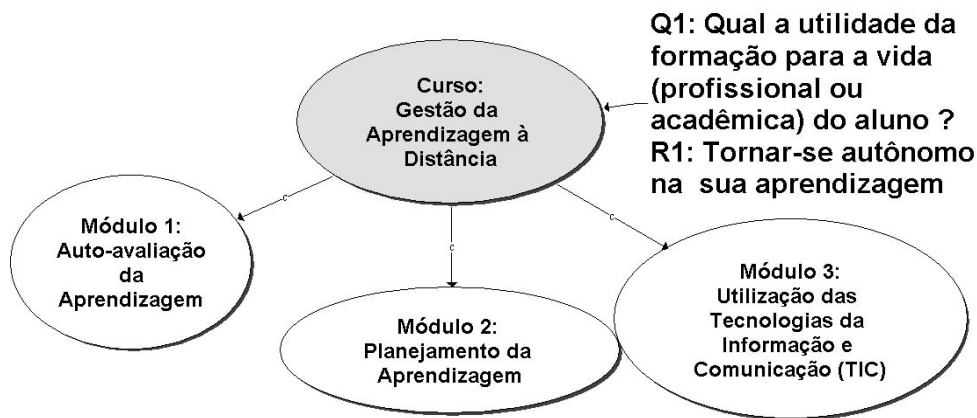 Q1: Qual a utilidade da
formação para a vida
(profissional ou
acadêmica) do aluno ?
R1: Tornar-se autônomo
na sua aprendizagem
Curso:
Gestão da
Aprendizagem à
Distância
c
c
c
Módulo 1:
Auto-avaliação
da
Aprendizagem
Módulo 2:
Planejamento da
Aprendizagem
Módulo 3:
Utilização das
Tecnologias da
Informação e
Comunicação (TIC)